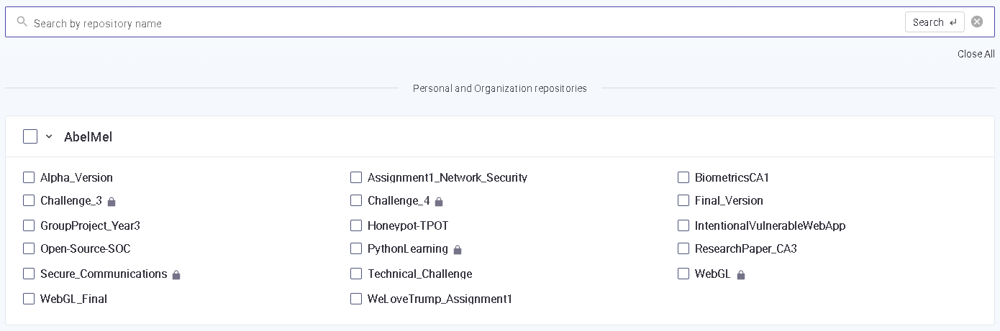 Search by repository name
Search ↵
Close All
Personal and Organization repositories
AbelMel
Alpha_Version Assignment1_Network_Security BiometricsCA1
Challenge_3 Challenge_4 Final_Version
GroupProject_Year3 Honeypot-TPOT IntentionalVulnerableWebApp
Open-Source-SOC PythonLearning ResearchPaper_CA3
Secure_Communications Technical_Challenge WebGL
WebGL_Final WeLoveTrump_Assignment1